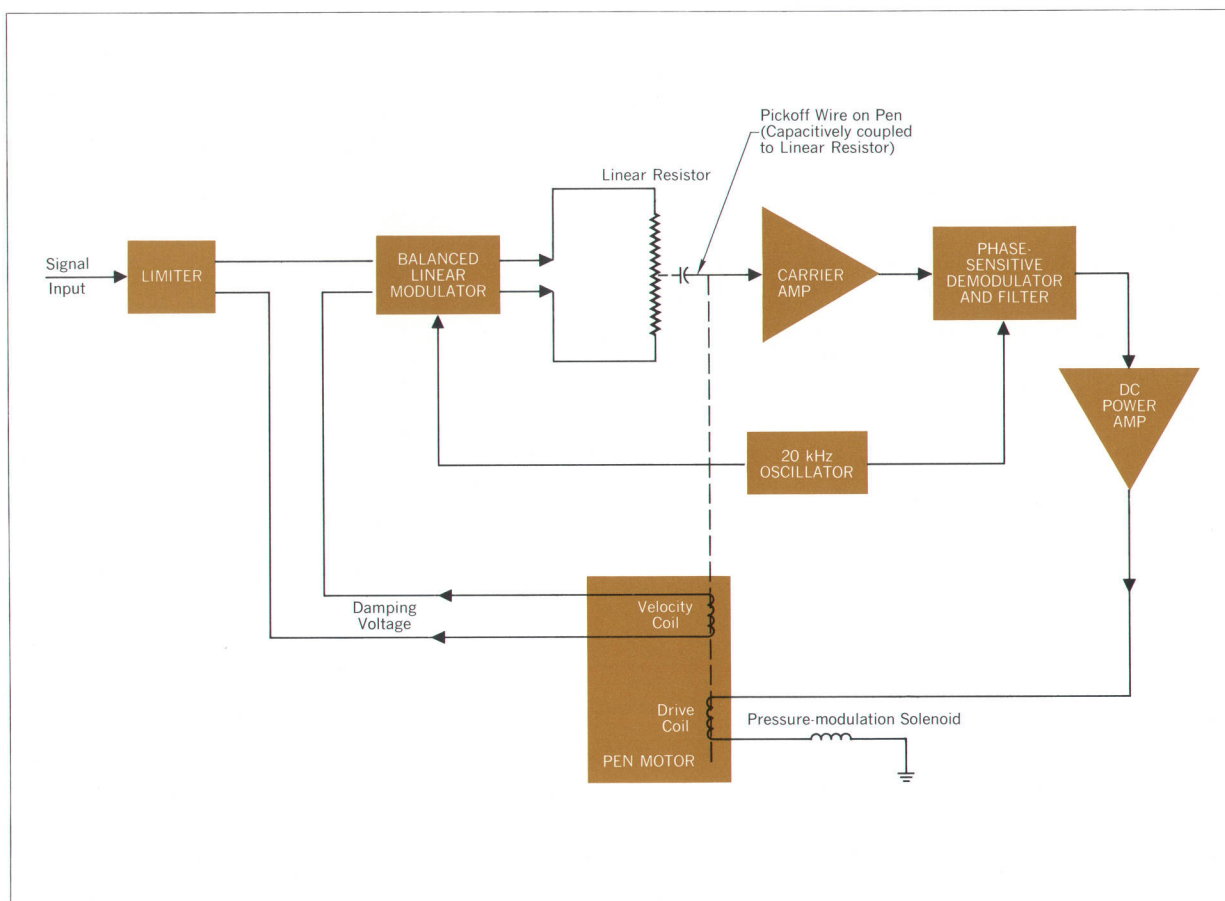 Pickoff Wire on Pen
(Capacitively coupled
to Linear Resistor)
Linear Resistor
Signal
Input
LIMITER
BALANCED
LINEAR
MODULATOR
CARRIER
AMP
PHASE-
SENSITIVE
DEMODULATOR
AND FILTER
DC
POWER
AMP
20 kHz
OSCILLATOR
Damping
Voltage
Velocity
Coil
Drive
Coil
PEN MOTOR
Pressure-modulation Solenoid